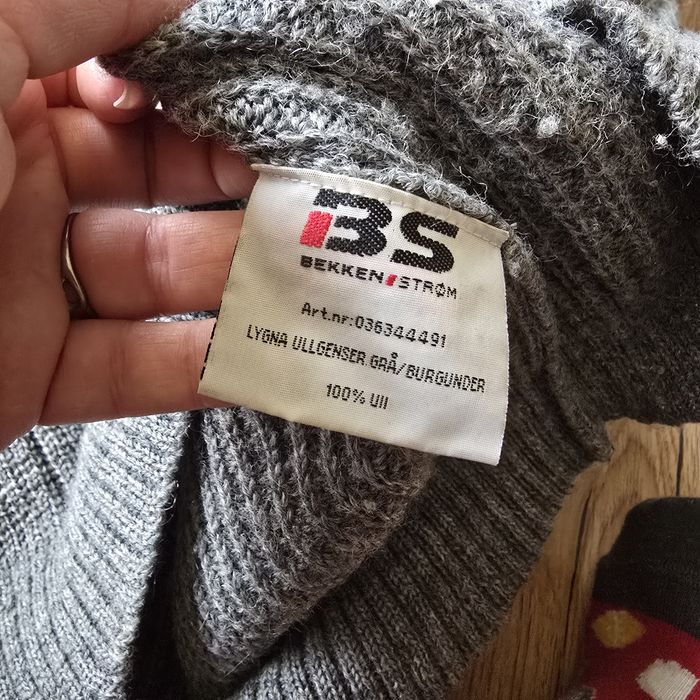 BS
BEKKEN STRØM
Art.nr:036344491
LYGNA ULLGENSER GRÅ/BURGUNDER
100% Ull